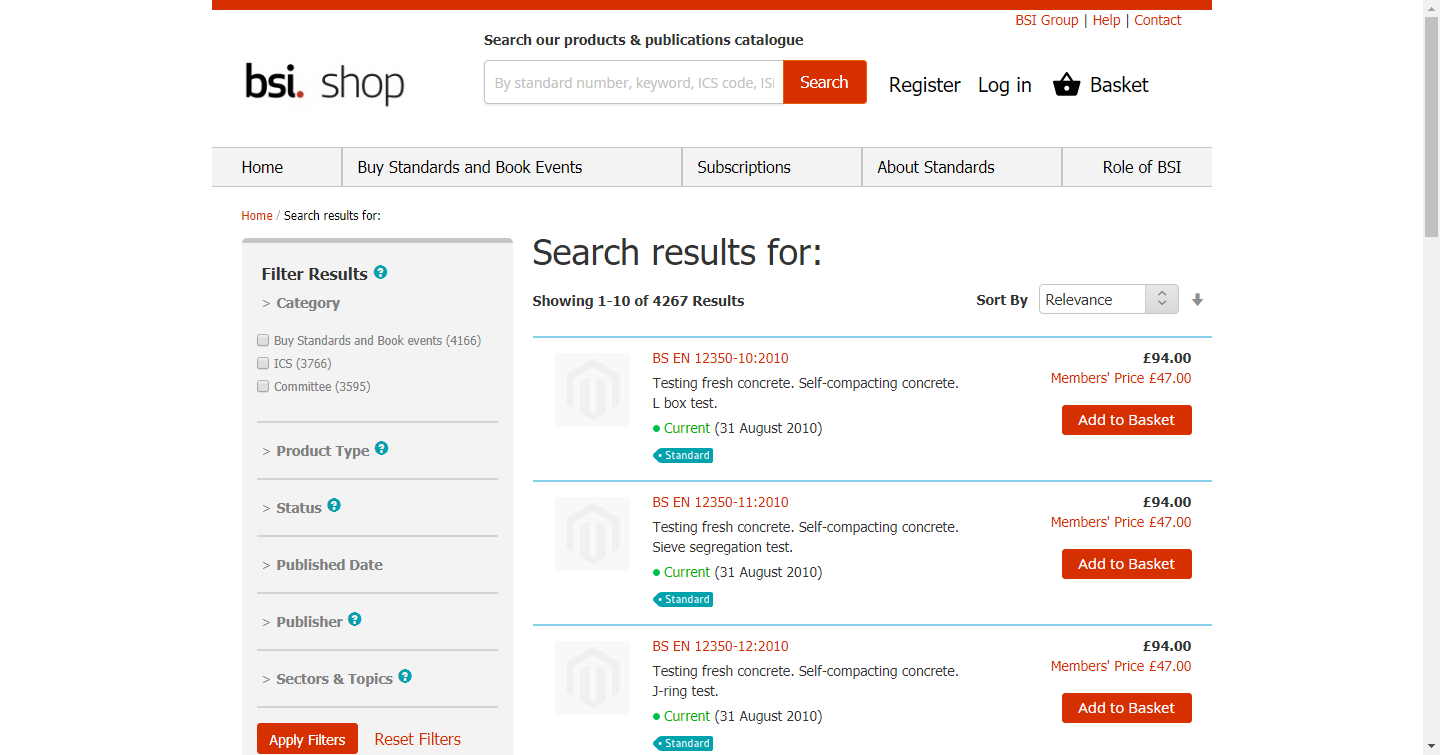 BSI Group | Help | Contact
Search our products & publications catalogue
bsi. shop
By standard number, keyword, ICS code, ISI
Search
Register
Log in
Basket
Home
Buy Standards and Book Events
Subscriptions
About Standards
Role of BSI
Home / Search results for:
Filter Results ?
> Category
Buy Standards and Book events (4166)
ICS (3766)
Committee (3595)
> Product Type ?
> Status ?
> Published Date
> Publisher ?
> Sectors & Topics ?
Apply Filters
Reset Filters
Search results for:
Showing 1-10 of 4267 Results
Sort By
Relevance
BS EN 12350-10:2010
Testing fresh concrete. Self-compacting concrete.
L box test.
Current (31 August 2010)
Standard
£94.00
Members' Price £47.00
Add to Basket
BS EN 12350-11:2010
Testing fresh concrete. Self-compacting concrete.
Sieve segregation test.
Current (31 August 2010)
Standard
£94.00
Members' Price £47.00
Add to Basket
BS EN 12350-12:2010
Testing fresh concrete. Self-compacting concrete.
J-ring test.
Current (31 August 2010)
Standard
£94.00
Members' Price £47.00
Add to Basket